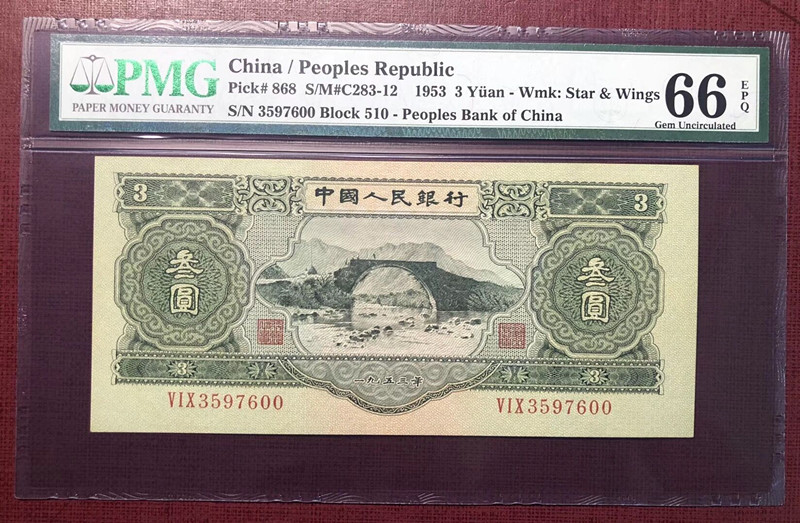 PMG
PAPER MONEY GUARANTY
China / Peoples Republic
Pick# 868 S/M#C283-12 1953 3 Yüan - Wmk: Star & Wings
S/N 3597600 Block 510 - Peoples Bank of China
66
EPQ
Gem Uncirculated
3
中國人民銀行
3
叁圓
叁圓
3
一九五三年
3
VIX3597600
VIX3597600